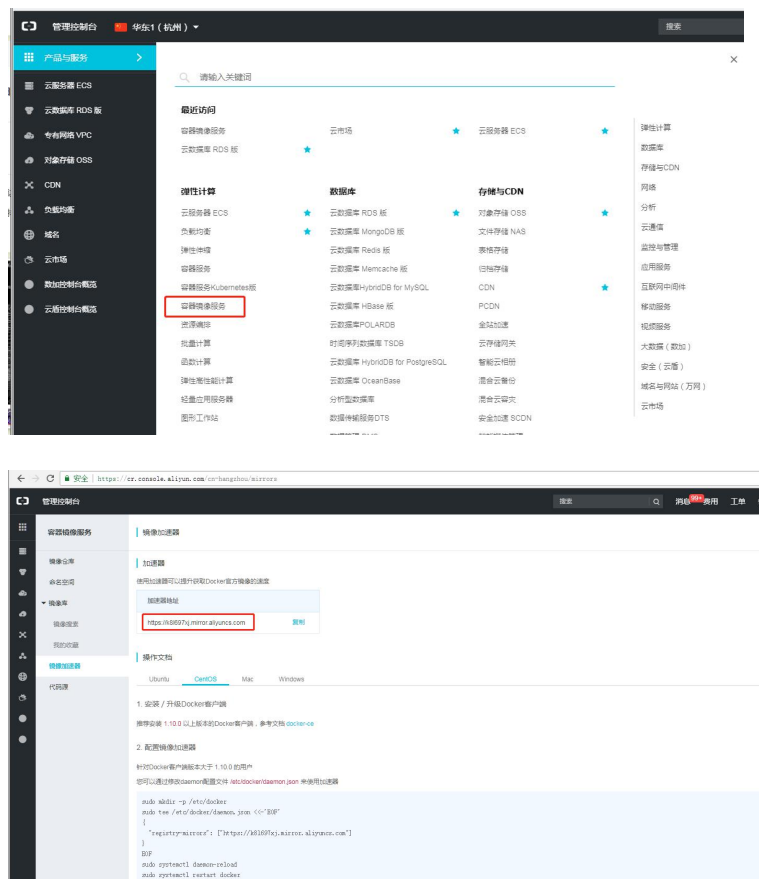 管理控制台 华东1 ( 杭州 ) 搜索
产品与服务
云服务器 ECS
云数据库 RDS 版
专有网络 VPC
对象存储 OSS
CDN
负载均衡
域名
云市场
数加控制台概览
云盾控制台概览
请输入关键词
最近访问
容器镜像服务 云市场 云服务器 ECS
云数据库 RDS 版
弹性计算
云服务器 ECS
负载均衡
弹性伸缩
容器服务
容器服务Kubernetes版
容器镜像服务
资源编排
批量计算
函数计算
弹性高性能计算
轻量应用服务器
图形工作站
数据库
云数据库 RDS 版
云数据库 MongoDB 版
云数据库 Redis 版
云数据库 Memcache 版
云数据库HybridDB for MySQL
云数据库 HBase 版
云数据库POLARDB
时间序列数据库 TSDB
云数据库 HybridDB for PostgreSQL
云数据库 OceanBase
分析型数据库
数据传输服务DTS
存储与CDN
对象存储 OSS
文件存储 NAS
表格存储
归档存储
CDN
PCDN
全站加速
云存储网关
智能云相册
混合云备份
混合云容灾
安全加速 SCDN
弹性计算
数据库
存储与CDN
网络
分析
云通信
监控与管理
应用服务
互联网中间件
移动服务
视频服务
大数据 ( 数加 )
安全 ( 云盾 )
域名与网站 ( 万网 )
云市场
安全 | https://cr.console.aliyun.com/cn-hangzhou/mirrors
管理控制台 搜索 消息 99+ 费用 工单
容器镜像服务
镜像仓库
命名空间
镜像库
镜像搜索
我的收藏
镜像加速器
代码源
镜像加速器
加速器
使用加速器可以提升获取Docker官方镜像的速度
加速器地址
https://k8l697xj.mirror.aliyuncs.com 复制
操作文档
Ubuntu CentOS Mac Windows
1. 安装 / 升级Docker客户端
推荐安装 1.10.0 以上版本的Docker客户端，参考文档 docker-ce
2. 配置镜像加速器
针对Docker客户端版本大于 1.10.0 的用户
您可以通过修改daemon配置文件 /etc/docker/daemon.json 来使用加速器
sudo mkdir -p /etc/docker
sudo tee /etc/docker/daemon.json <<-'EOF'
{
"registry-mirrors": ["https://k8l697xj.mirror.aliyuncs.com"]
}
EOF
sudo systemctl daemon-reload
sudo systemctl restart docker